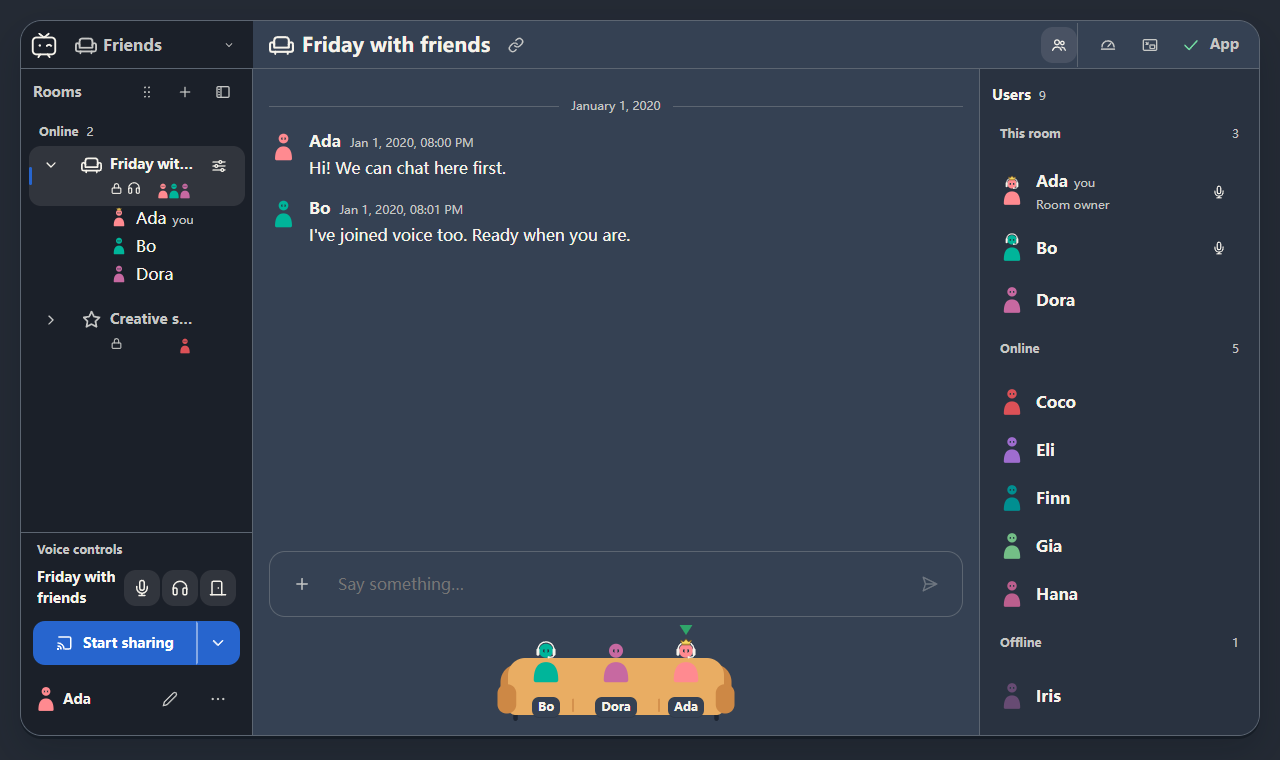 Friends
Friday with friends
App
Rooms
Online 2
Friday wit...
Ada you
Bo
Dora
Creative s...
Voice controls
Friday with
friends
Start sharing
Ada
January 1, 2020
Ada Jan 1, 2020, 08:00 PM
Hi! We can chat here first.
Bo Jan 1, 2020, 08:01 PM
I've joined voice too. Ready when you are.
Say something...
Bo
Dora
Ada
Users 9
This room 3
Ada you
Room owner
Bo
Dora
Online 5
Coco
Eli
Finn
Gia
Hana
Offline 1
Iris